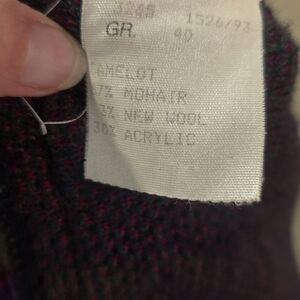 1526/93
GR. 40
AMELOT
7% MOHAIR
3% NEW WOOL
30% ACRYLIC